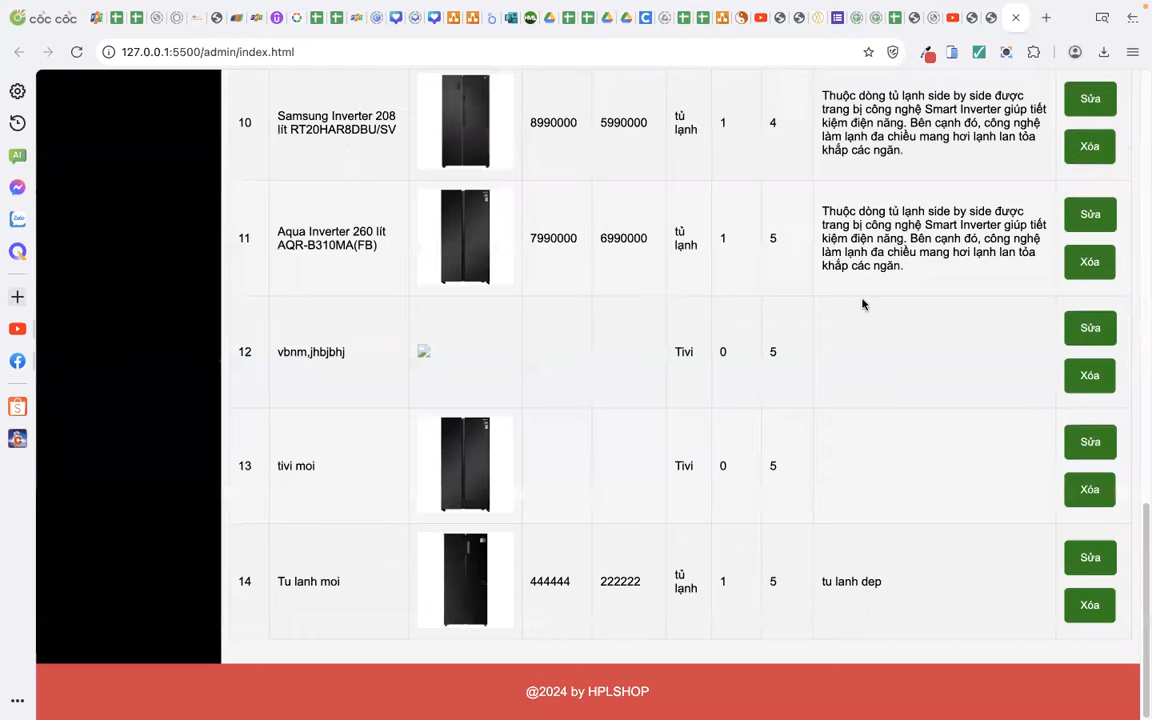 cốc cốc
127.0.0.1:5500/admin/index.html
10
Samsung Inverter 208
lít RT20HAR8DBU/SV
8990000
5990000
tủ
lạnh
1
4
Thuộc dòng tủ lạnh side by side được
trang bị công nghệ Smart Inverter giúp tiết
kiệm điện năng. Bên cạnh đó, công nghệ
làm lạnh đa chiều mang hơi lạnh lan tỏa
khắp các ngăn.
Sửa
Xóa
11
Aqua Inverter 260 lít
AQR-B310MA(FB)
7990000
6990000
tủ
lạnh
1
5
Thuộc dòng tủ lạnh side by side được
trang bị công nghệ Smart Inverter giúp tiết
kiệm điện năng. Bên cạnh đó, công nghệ
làm lạnh đa chiều mang hơi lạnh lan tỏa
khắp các ngăn.
Sửa
Xóa
12
vbnm,jhbjbhj
Tivi
0
5
Sửa
Xóa
13
tivi moi
Tivi
0
5
Sửa
Xóa
14
Tu lanh moi
444444
222222
tủ
lạnh
1
5
tu lanh dep
Sửa
Xóa
@2024 by HPLSHOP
AI
Zalo